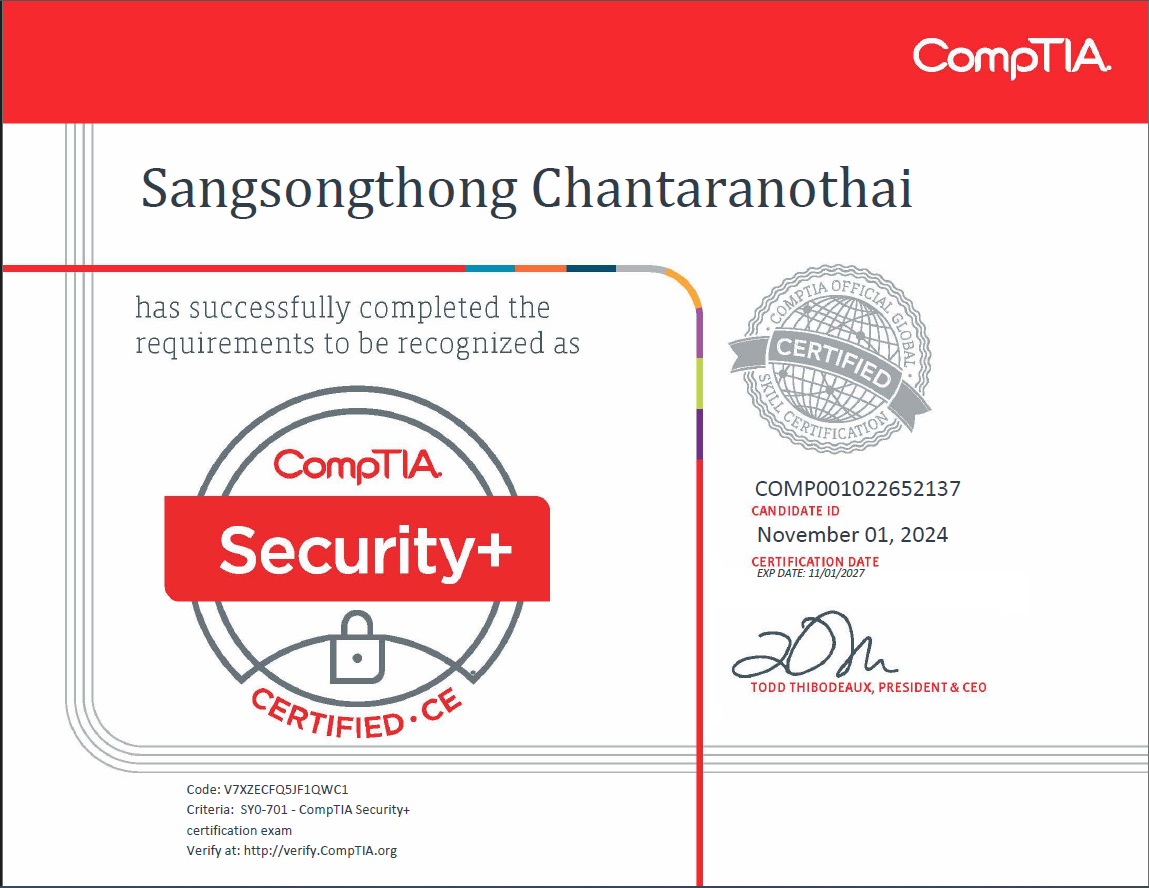 CompTIA.
Sangsongthong Chantaranothai
has successfully completed the
requirements to be recognized as
CompTIA.
Security+
CERTIFIED • CE
• COMPTIA OFFICIAL GLOBAL •
CERTIFIED
SKILL CERTIFICATION
COMP001022652137
CANDIDATE ID
November 01, 2024
CERTIFICATION DATE
EXP DATE: 11/01/2027
TODD THIBODEAUX, PRESIDENT & CEO
Code: V7XZECFQ5JF1QWC1
Criteria: SY0-701 - CompTIA Security+
certification exam
Verify at: http://verify.CompTIA.org